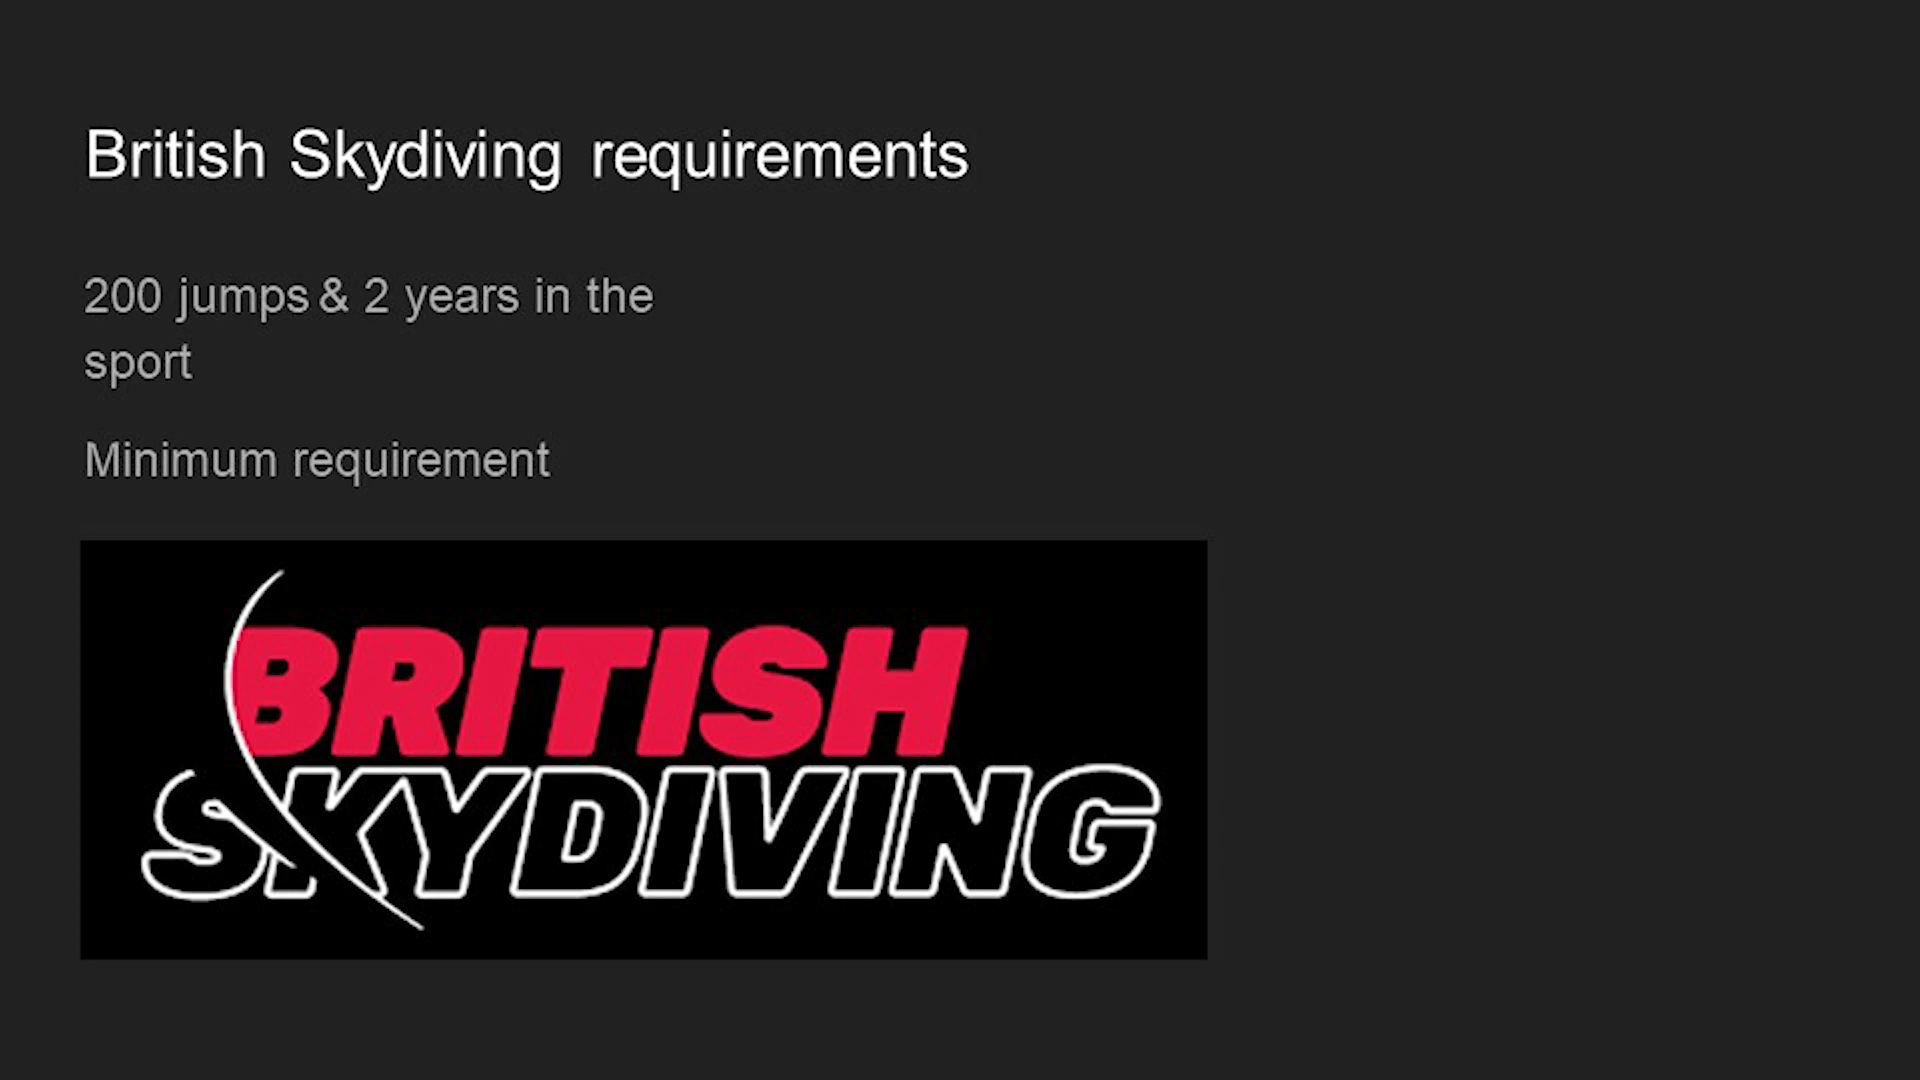 British Skydiving requirements
200 jumps & 2 years in the
sport
Minimum requirement
BRITISH
SKYDIVING